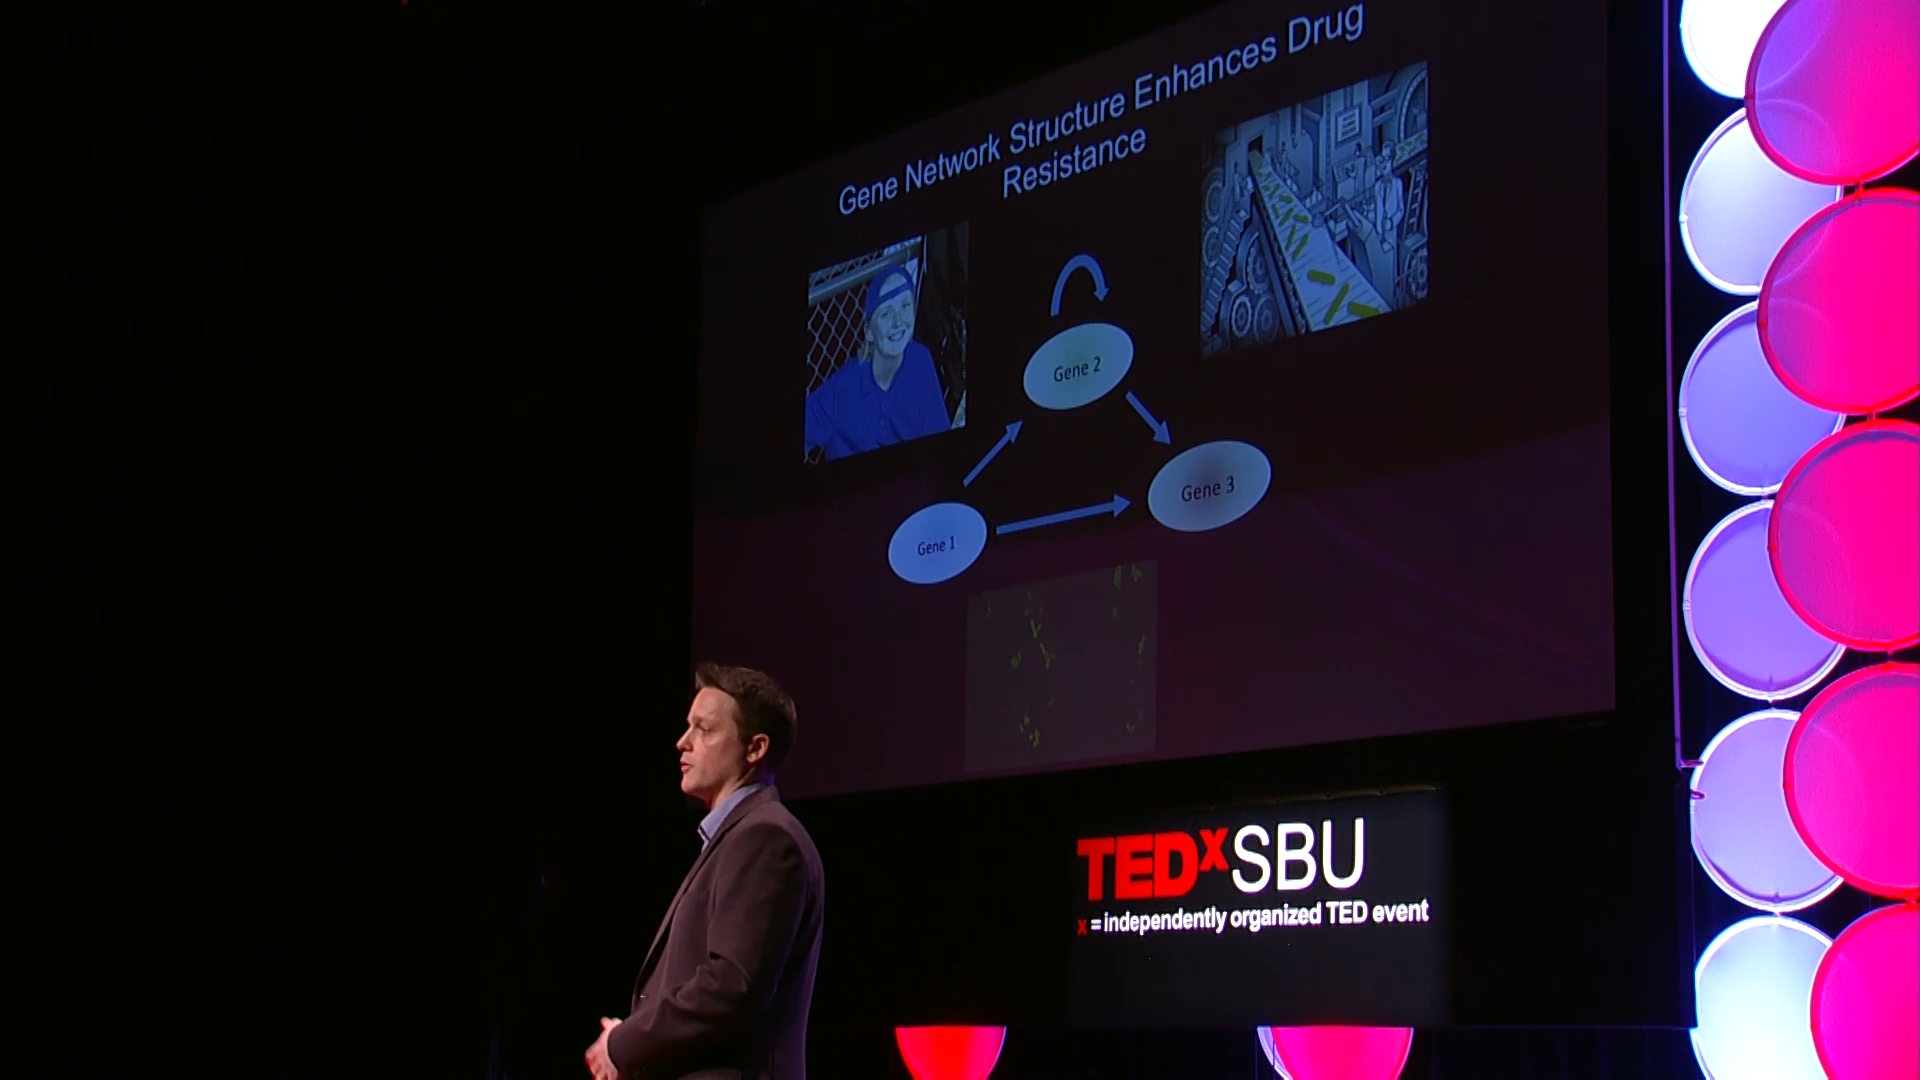 Gene Network Structure Enhances Drug
Resistance
Gene 2
Gene 3
Gene 1
TEDxSBU
x = independently organized TED event